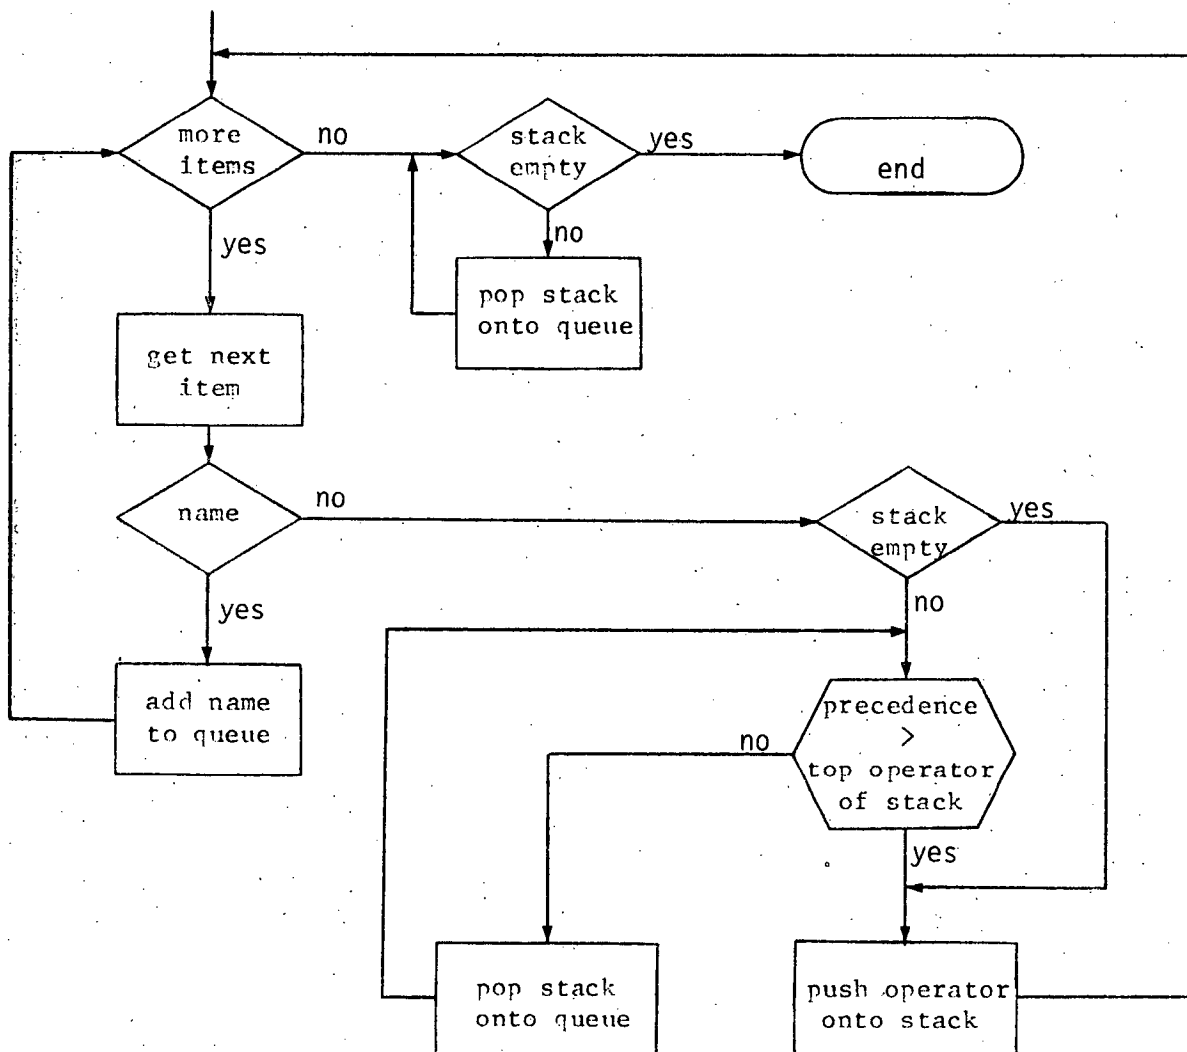 more
items
no
stack
empty
yes
end
yes
no
pop stack
onto queue
get next
item
name
no
stack
empty
yes
yes
no
add name
to queue
precedence
>
top operator
of stack
no
yes
pop stack
onto queue
push operator
onto stack